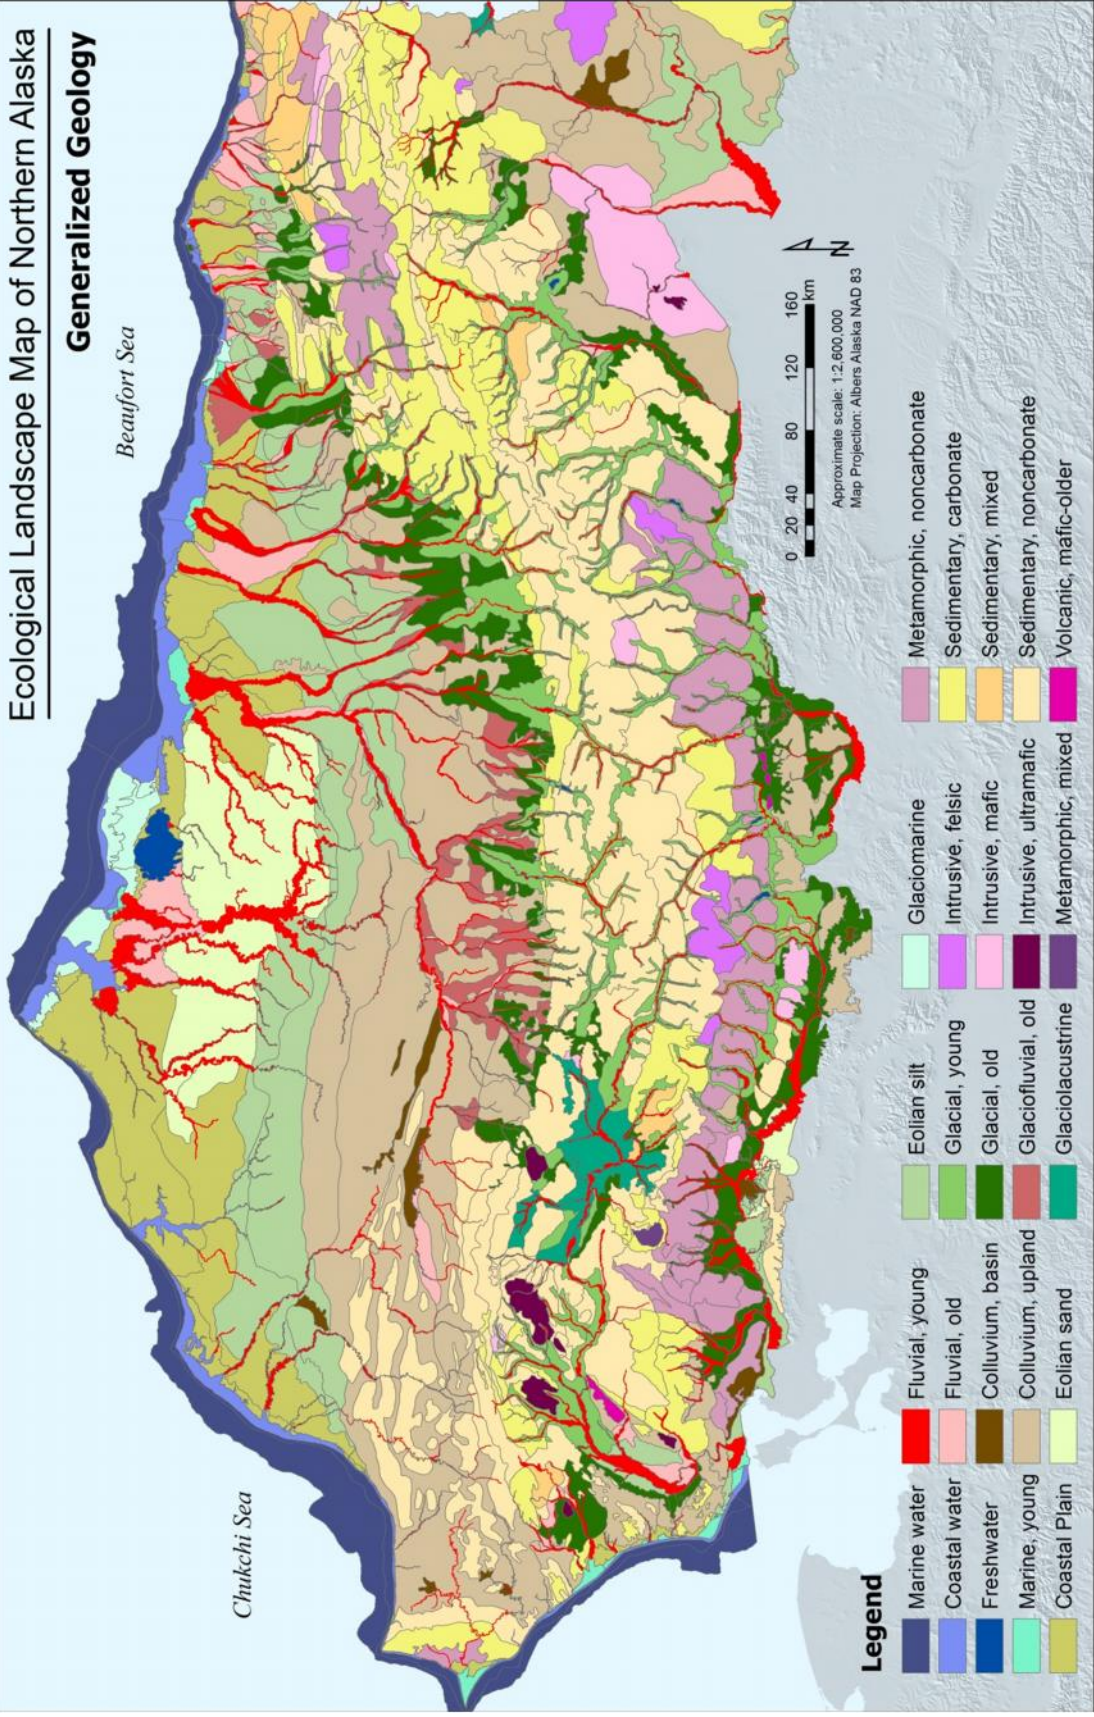 Ecological Landscape Map of Northern Alaska
Generalized Geology
Beaufort Sea
Chukchi Sea
N
0 20 40 80 120 160 km
Approximate scale: 1:2,600,000
Map Projection: Albers Alaska NAD 83
Legend
Marine water
Coastal water
Freshwater
Marine, young
Coastal Plain
Fluvial, young
Fluvial, old
Colluvium, basin
Colluvium, upland
Eolian sand
Eolian silt
Glacial, young
Glacial, old
Glaciofluvial, old
Glaciolacustrine
Glaciomarine
Intrusive, felsic
Intrusive, mafic
Intrusive, ultramafic
Metamorphic, mixed
Metamorphic, noncarbonate
Sedimentary, carbonate
Sedimentary, mixed
Sedimentary, noncarbonate
Volcanic, mafic-older